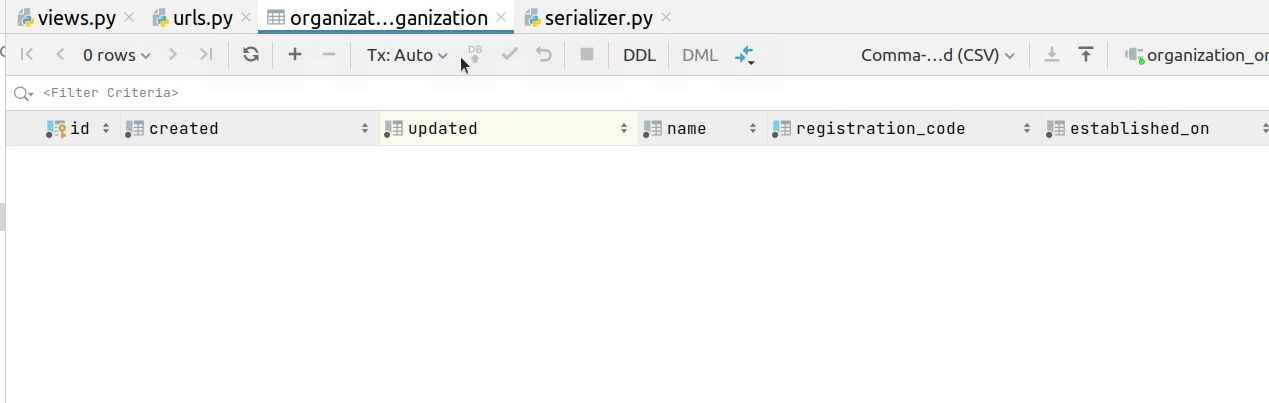 views.py urls.py organizat...ganization serializer.py
0 rows Tx: Auto DB DDL DML Comma-...d (CSV) organization_or
<Filter Criteria>
id created updated name registration_code established_on